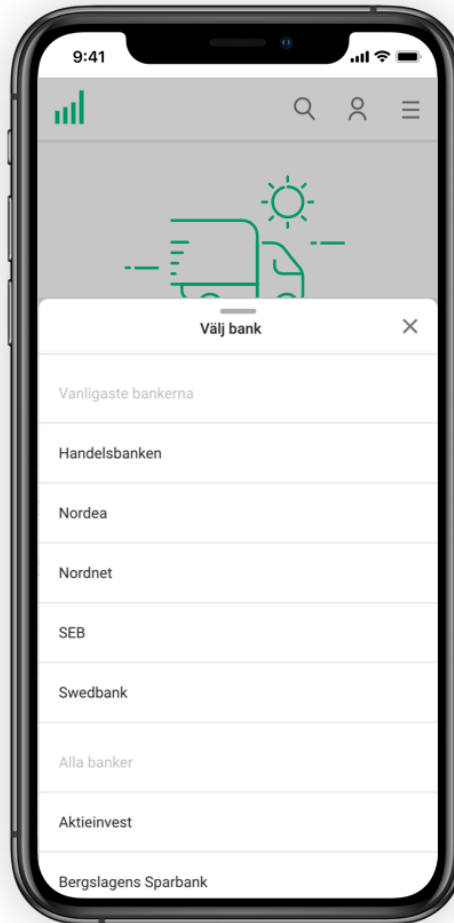 9:41
Välj bank
Vanligaste bankerna
Handelsbanken
Nordea
Nordnet
SEB
Swedbank
Alla banker
Aktieinvest
Bergslagens Sparbank